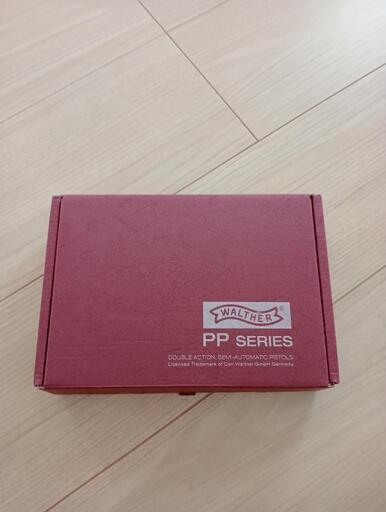 WALTHER®
PP SERIES
DOUBLE ACTION, SEMI-AUTOMATIC PISTOLS
Licensed Trademark of Carl Walther GmbH Germany